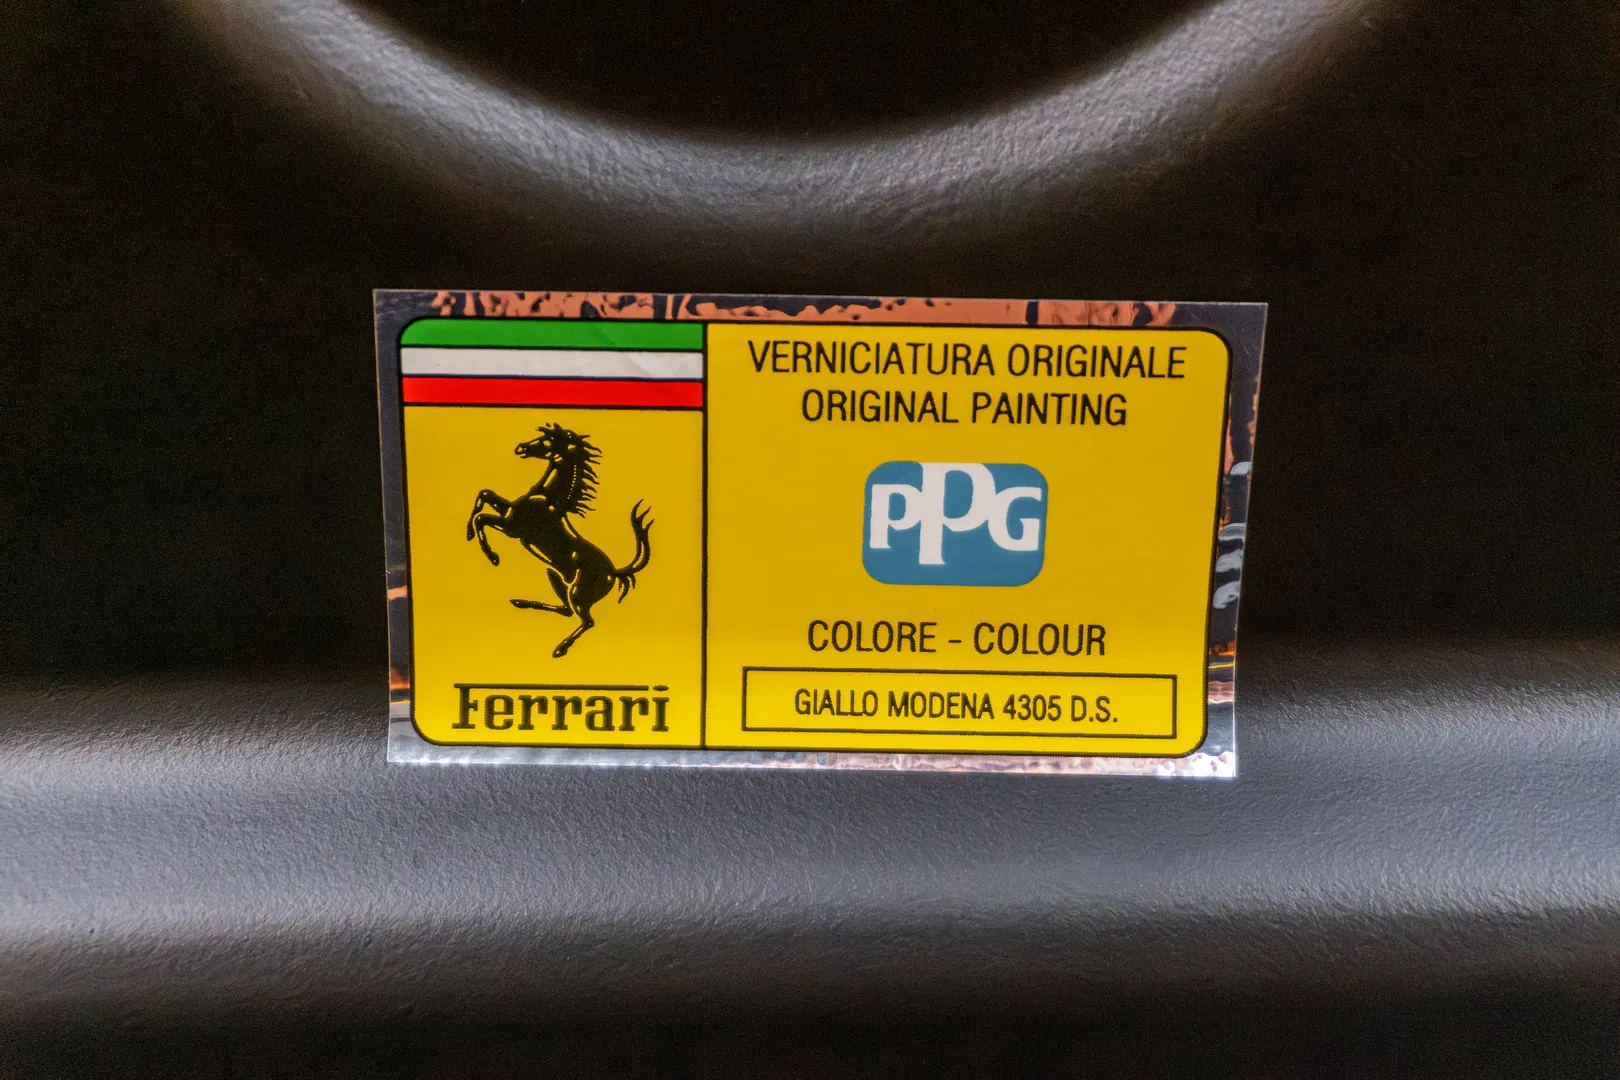 Ferrari
VERNICIATURA ORIGINALE
ORIGINAL PAINTING
PPG
COLORE - COLOUR
GIALLO MODENA 4305 D.S.